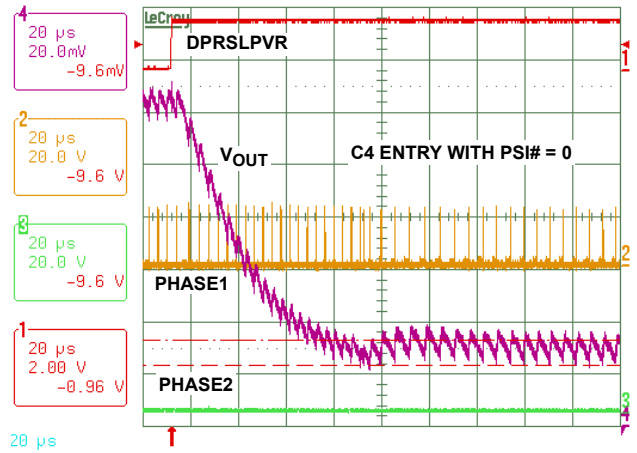 4
20 µs
20.0mV
-9.6mV
2
20 µs
20.0 V
-9.6 V
3
20 µs
20.0 V
-9.6 V
1
20 µs
2.00 V
-0.96 V
20 µs
LeCroy
DPRSLPVR
1
VOUT
C4 ENTRY WITH PSI# = 0
2
PHASE1
PHASE2
3
4